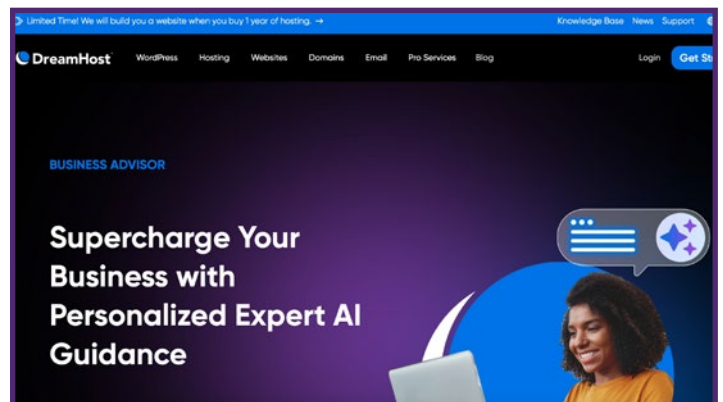 Limited Time! We will build you a website when you buy 1 year of hosting. →
Knowledge Base News Support
DreamHost
WordPress Hosting Websites Domains Email Pro Services Blog
Login
BUSINESS ADVISOR
Supercharge Your
Business with
Personalized Expert AI
Guidance